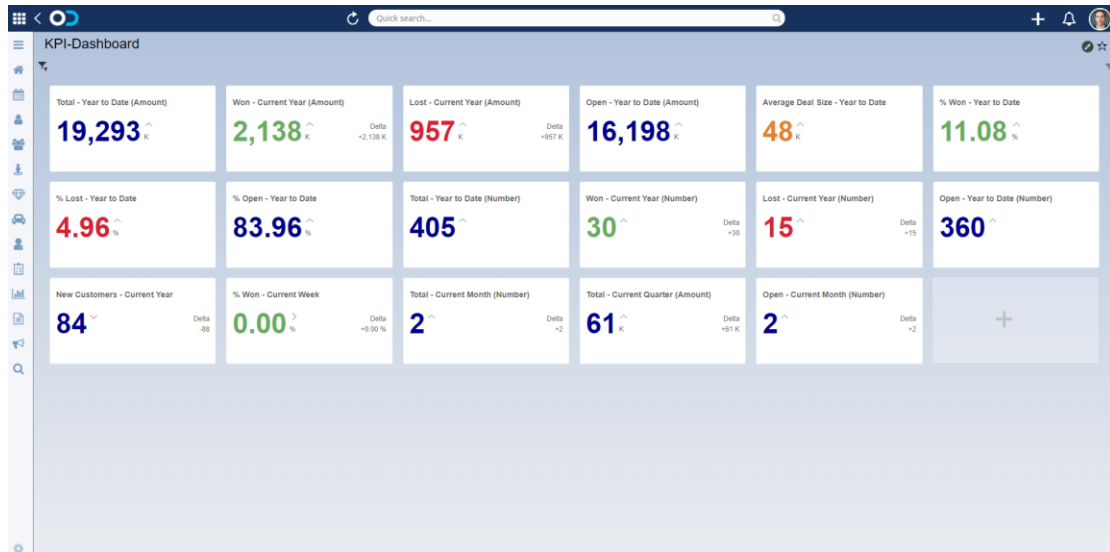 Quick search...
KPI-Dashboard
Total - Year to Date (Amount)
19,293 K
Won - Current Year (Amount)
2,138 K
Delta
+2,138 K
Lost - Current Year (Amount)
957 K
Delta
+957 K
Open - Year to Date (Amount)
16,198 K
Average Deal Size - Year to Date
48 K
% Won - Year to Date
11.08 %
% Lost - Year to Date
4.96 %
% Open - Year to Date
83.96 %
Total - Year to Date (Number)
405
Won - Current Year (Number)
30
Delta
+30
Lost - Current Year (Number)
15
Delta
+15
Open - Year to Date (Number)
360
New Customers - Current Year
84
Delta
-88
% Won - Current Week
0.00 %
Delta
+0.00 %
Total - Current Month (Number)
2
Delta
+2
Total - Current Quarter (Amount)
61 K
Delta
+61 K
Open - Current Month (Number)
2
Delta
+2